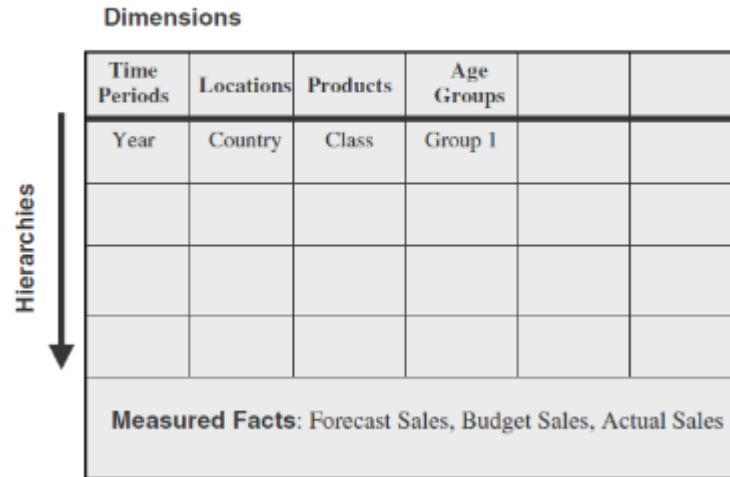 Dimensions
Time Periods Locations Products Age Groups
Year Country Class Group 1
Hierarchies
Measured Facts: Forecast Sales, Budget Sales, Actual Sales